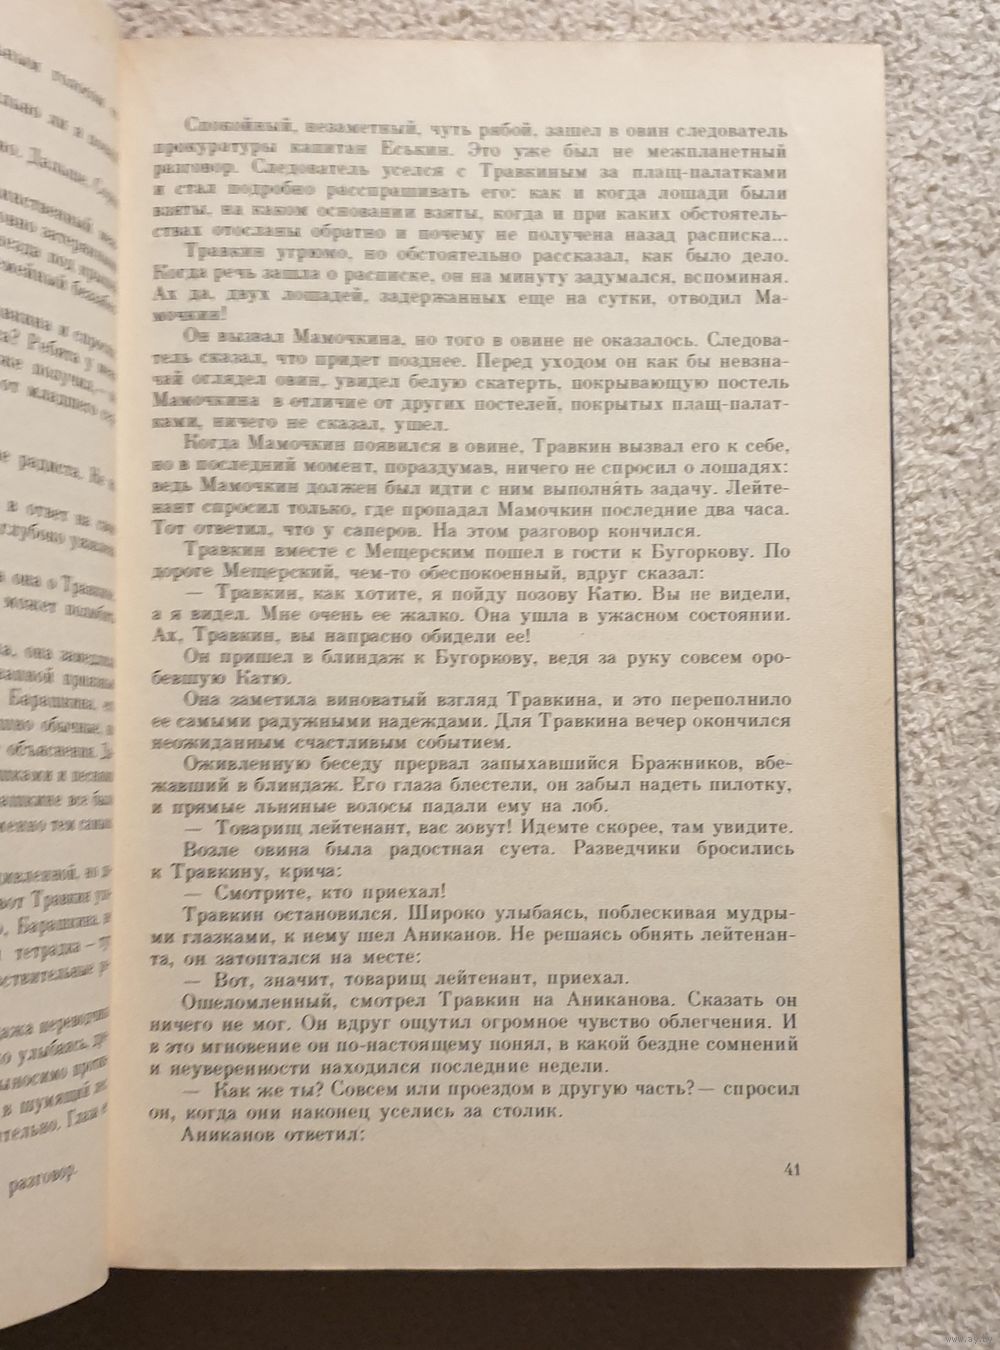 Спокойный, незаметный, чуть рябой, зашел в овин следователь
прокуратуры капитан Еськин. Это уже был не межпланетный
разговор. Следователь уселся с Травкиным за плащ-палатками
и стал подробно расспрашивать его: как и когда лошади были
взяты, на каком основании взяты, когда и при каких обстоятель-
ствах отосланы обратно и почему не получена назад расписка...
Травкин угрюмо, но обстоятельно рассказал, как было дело.
Когда речь зашла о расписке, он на минуту задумался, вспоминая.
Ах да, двух лошадей, задержанных еще на сутки, отводил Ма-
мочкин!
Он вызвал Мамочкина, но того в овине не оказалось. Следова-
тель сказал, что придет позднее. Перед уходом он как бы невзна-
чай оглядел овин, увидел белую скатерть, покрывающую постель
Мамочкина в отличие от других постелей, покрытых плащ-палат-
ками, ничего не сказал, ушел.
Когда Мамочкин появился в овине, Травкин вызвал его к себе,
но в последний момент, пораздумав, ничего не спросил о лошадях:
ведь Мамочкин должен был идти с ним выполнять задачу. Лейте-
нант спросил только, где пропадал Мамочкин последние два часа.
Тот ответил, что у саперов. На этом разговор кончился.
Травкин вместе с Мещерским пошел в гости к Бугоркову. По
дороге Мещерский, чем-то обеспокоенный, вдруг сказал:
— Травкин, как хотите, я пойду позову Катю. Вы не видели,
а я видел. Мне очень ее жалко. Она ушла в ужасном состоянии.
Ах, Травкин, вы напрасно обидели ее!
Он пришел в блиндаж к Бугоркову, ведя за руку совсем оро-
бевшую Катю.
Она заметила виноватый взгляд Травкина, и это переполнило
ее самыми радужными надеждами. Для Травкина вечер окончился
неожиданным счастливым событием.
Оживленную беседу прервал запыхавшийся Бражников, вбе-
жавший в блиндаж. Его глаза блестели, он забыл надеть пилотку,
и прямые льняные волосы падали ему на лоб.
— Товарищ лейтенант, вас зовут! Идемте скорее, там увидите.
Возле овина была радостная суета. Разведчики бросились
к Травкину, крича:
— Смотрите, кто приехал!
Травкин остановился. Широко улыбаясь, поблескивая мудры-
ми глазками, к нему шел Аниканов. Не решаясь обнять лейтенан-
та, он затоптался на месте:
— Вот, значит, товарищ лейтенант, приехал.
Ошеломленный, смотрел Травкин на Аниканова. Сказать он
ничего не мог. Он вдруг ощутил огромное чувство облегчения. И
в это мгновение он по-настоящему понял, в какой бездне сомнений
и неуверенности находился последние недели.
— Как же ты? Совсем или проездом в другую часть? — спросил
он, когда они наконец уселись за столик.
Аниканов ответил:
41
разговор.
www.ay.by